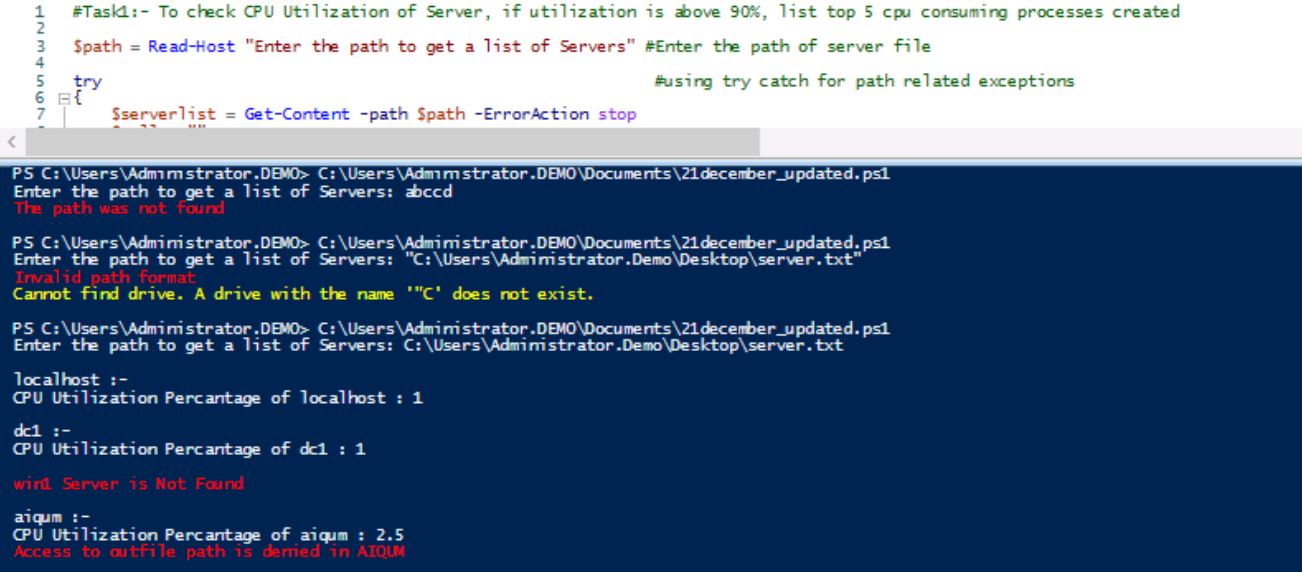 1 #Task1:- To check CPU Utilization of Server, if utilization is above 90%, list top 5 cpu consuming processes created
2
3 $path = Read-Host "Enter the path to get a list of Servers" #Enter the path of server file
4
5 try #using try catch for path related exceptions
6 {
7 $serverlist = Get-Content -path $path -ErrorAction stop
PS C:\Users\Administrator.DEMO> C:\Users\Administrator.DEMO\Documents\21december_updated.ps1
Enter the path to get a list of Servers: abccd
The path was not found
PS C:\Users\Administrator.DEMO> C:\Users\Administrator.DEMO\Documents\21december_updated.ps1
Enter the path to get a list of Servers: "C:\Users\Administrator.Demo\Desktop\server.txt"
Invalid path format
Cannot find drive. A drive with the name '"C' does not exist.
PS C:\Users\Administrator.DEMO> C:\Users\Administrator.DEMO\Documents\21december_updated.ps1
Enter the path to get a list of Servers: C:\Users\Administrator.Demo\Desktop\server.txt
localhost :-
CPU Utilization Percantage of localhost : 1
dc1 :-
CPU Utilization Percantage of dc1 : 1
win1 Server is Not Found
aiqum :-
CPU Utilization Percantage of aiqum : 2.5
Access to outfile path is denied in AIQUM